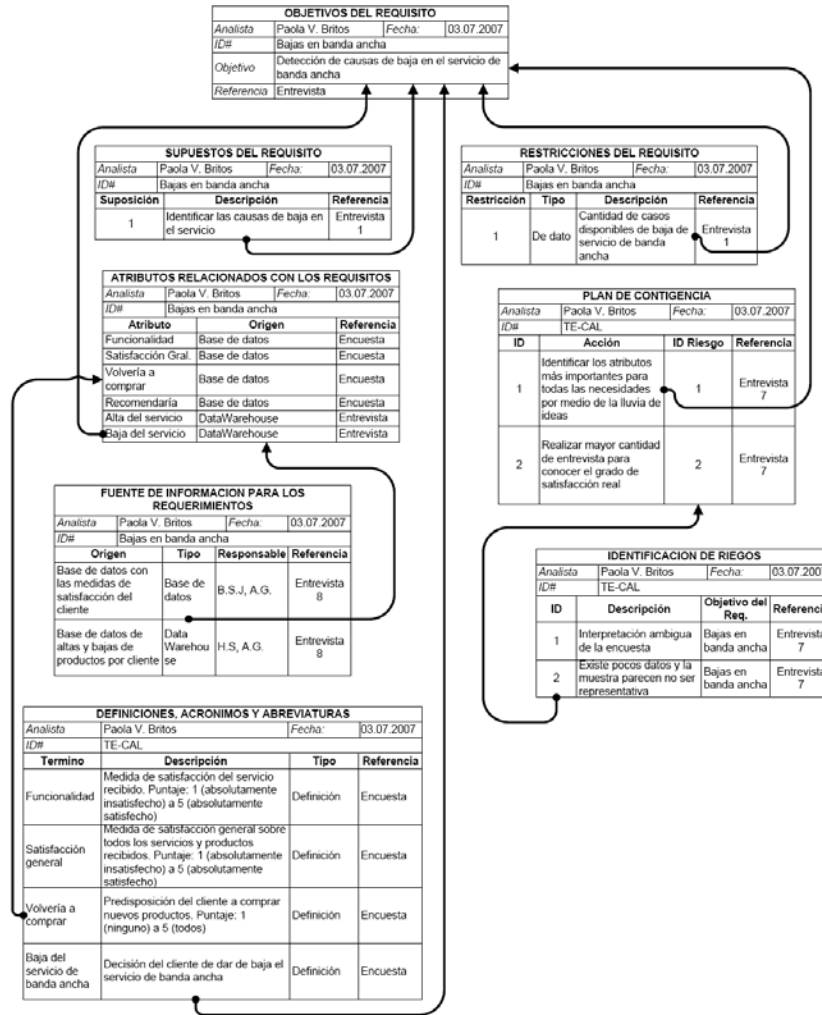 OBJETIVOS DEL REQUISITO
Analista Paola V. Britos Fecha: 03.07.2007
ID# Bajas en banda ancha
Objetivo Detección de causas de baja en el servicio de
banda ancha
Referencia Entrevista
SUPUESTOS DEL REQUISITO
Analista Paola V. Britos Fecha: 03.07.2007
ID# Bajas en banda ancha
Suposición Descripción Referencia
1 Identificar las causas de baja en
el servicio
Entrevista
1
RESTRICCIONES DEL REQUISITO
Analista Paola V. Britos Fecha: 03.07.2007
ID# Bajas en banda ancha
Restricción Tipo Descripción Referencia
1 De dato
Cantidad de casos
disponibles de baja de
servicio de banda
ancha
Entrevista
1
ATRIBUTOS RELACIONADOS CON LOS REQUISITOS
Analista Paola V. Britos Fecha: 03.07.2007
ID# Bajas en banda ancha
Atributo Origen Referencia
Funcionalidad Base de datos Encuesta
Satisfacción Gral. Base de datos Encuesta
Volvería a
comprar
Base de datos Encuesta
Recomendaría Base de datos Encuesta
Alta del servicio DataWarehouse Entrevista
Baja del servicio DataWarehouse Entrevista
PLAN DE CONTIGENCIA
Analista Paola V. Britos Fecha: 03.07.2007
ID# TE-CAL
ID Acción ID Riesgo Referencia
1
Identificar los atributos
más importantes para
todas las necesidades
por medio de la lluvia de
ideas
1
Entrevista
7
2
Realizar mayor cantidad
de entrevista para
conocer el grado de
satisfacción real
2
Entrevista
7
FUENTE DE INFORMACION PARA LOS
REQUERIMIENTOS
Analista Paola V. Britos Fecha: 03.07.2007
ID# Bajas en banda ancha
Origen Tipo Responsable Referencia
Base de datos con
las medidas de
satisfacción del
cliente
Base de
datos
B.S.J, A.G.
Entrevista
8
Base de datos de
altas y bajas de
productos por cliente
Data
Warehou
se
H.S, A.G.
Entrevista
8
IDENTIFICACION DE RIEGOS
Analista Paola V. Britos Fecha: 03.07.200
ID# TE-CAL
ID Descripción Objetivo del
Req.
Referenci
1 Interpretación ambigua
de la encuesta
Bajas en
banda ancha
Entrevista
7
2
Existe pocos datos y la
muestra parecen no ser
representativa
Bajas en
banda ancha
Entrevista
7
DEFINICIONES, ACRONIMOS Y ABREVIATURAS
Analista Paola V. Britos Fecha: 03.07.2007
ID# TE-CAL
Termino Descripción Tipo Referencia
Funcionalidad
Medida de satisfacción del servicio
recibido. Puntaje: 1 (absolutamente
insatisfecho) a 5 (absolutamente
satisfecho)
Definición Encuesta
Satisfacción
general
Medida de satisfacción general sobre
todos los servicios y productos
recibidos. Puntaje: 1 (absolutamente
insatisfecho) a 5 (absolutamente
satisfecho)
Definición Encuesta
Volvería a
comprar
Predisposición del cliente a comprar
nuevos productos. Puntaje: 1
(ninguno) a 5 (todos)
Definición Encuesta
Baja del
servicio de
banda ancha
Decisión del cliente de dar de baja el
servicio de banda ancha
Definición Encuesta